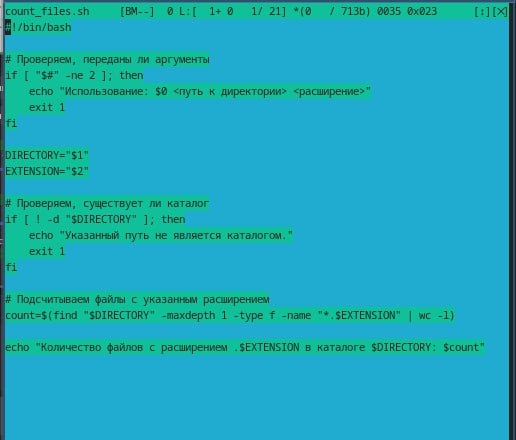 count_files.sh [BM--] 0 L:[ 1+ 0 1/ 21] *(0 / 713b) 0035 0x023 [↕][X]
#!/bin/bash
# Проверяем, переданы ли аргументы
if [ "$#" -ne 2 ]; then
    echo "Использование: $0 <путь к директории> <расширение>"
    exit 1
fi
DIRECTORY="$1"
EXTENSION="$2"
# Проверяем, существует ли каталог
if [ ! -d "$DIRECTORY" ]; then
    echo "Указанный путь не является каталогом."
    exit 1
fi
# Подсчитываем файлы с указанным расширением
count=$(find "$DIRECTORY" -maxdepth 1 -type f -name "*.$EXTENSION" | wc -l)
echo "Количество файлов с расширением .$EXTENSION в каталоге $DIRECTORY: $count"